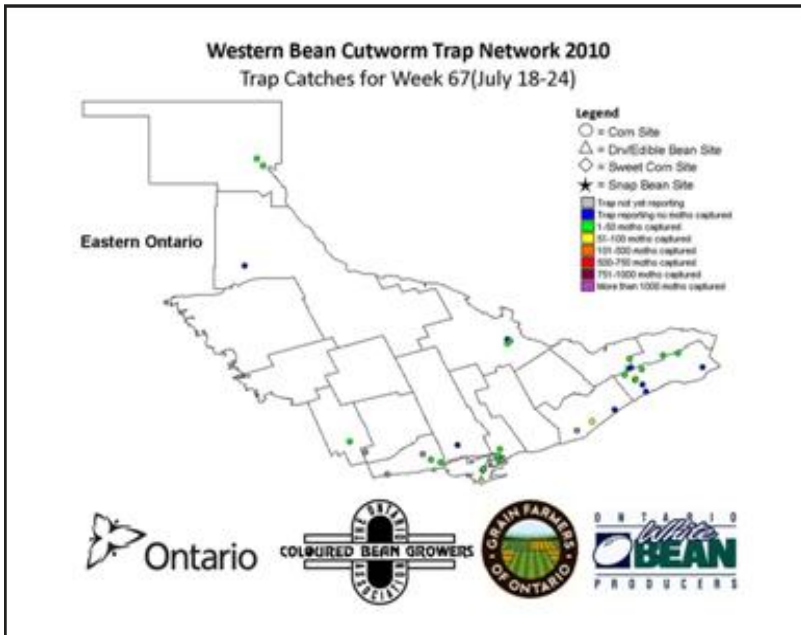 Western Bean Cutworm Trap Network 2010
Trap Catches for Week 67(July 18-24)
Legend
= Corn Site
= Dry/Edible Bean Site
= Sweet Corn Site
= Snap Bean Site
Trap not yet reporting
Trap reporting no moths captured
1-50 moths captured
51-100 moths captured
101-500 moths captured
500-750 moths captured
751-1000 moths captured
More than 1000 moths captured
Eastern Ontario
Ontario
THE ONTARIO
COLOURED BEAN GROWERS
ASSOCIATION
GRAIN FARMERS
OF ONTARIO
ONTARIO
White
BEAN
PRODUCERS